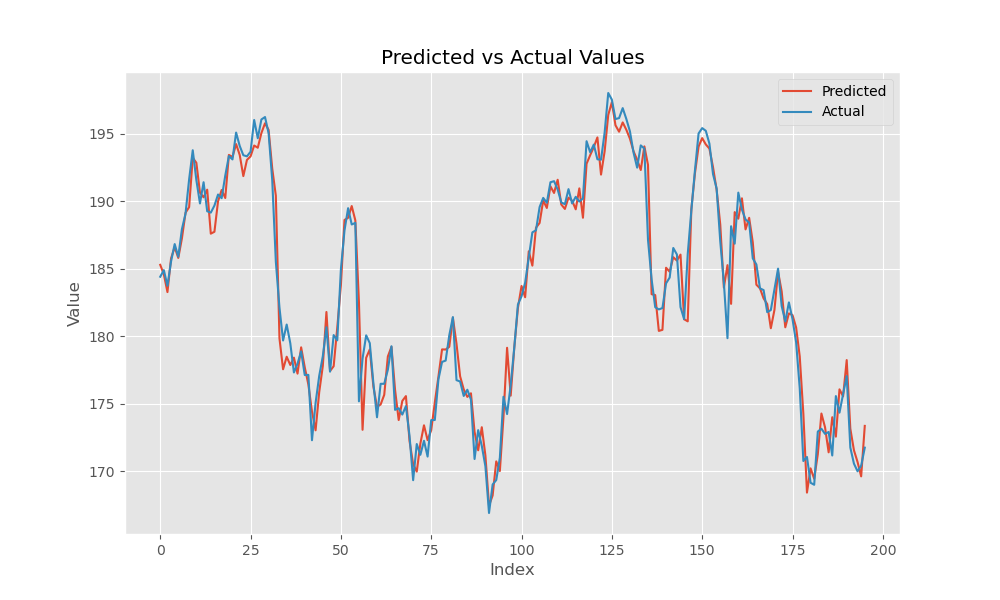 Predicted vs Actual Values
Predicted
Actual
Value
195
190
185
180
175
170
0 25 50 75 100 125 150 175 200
Index